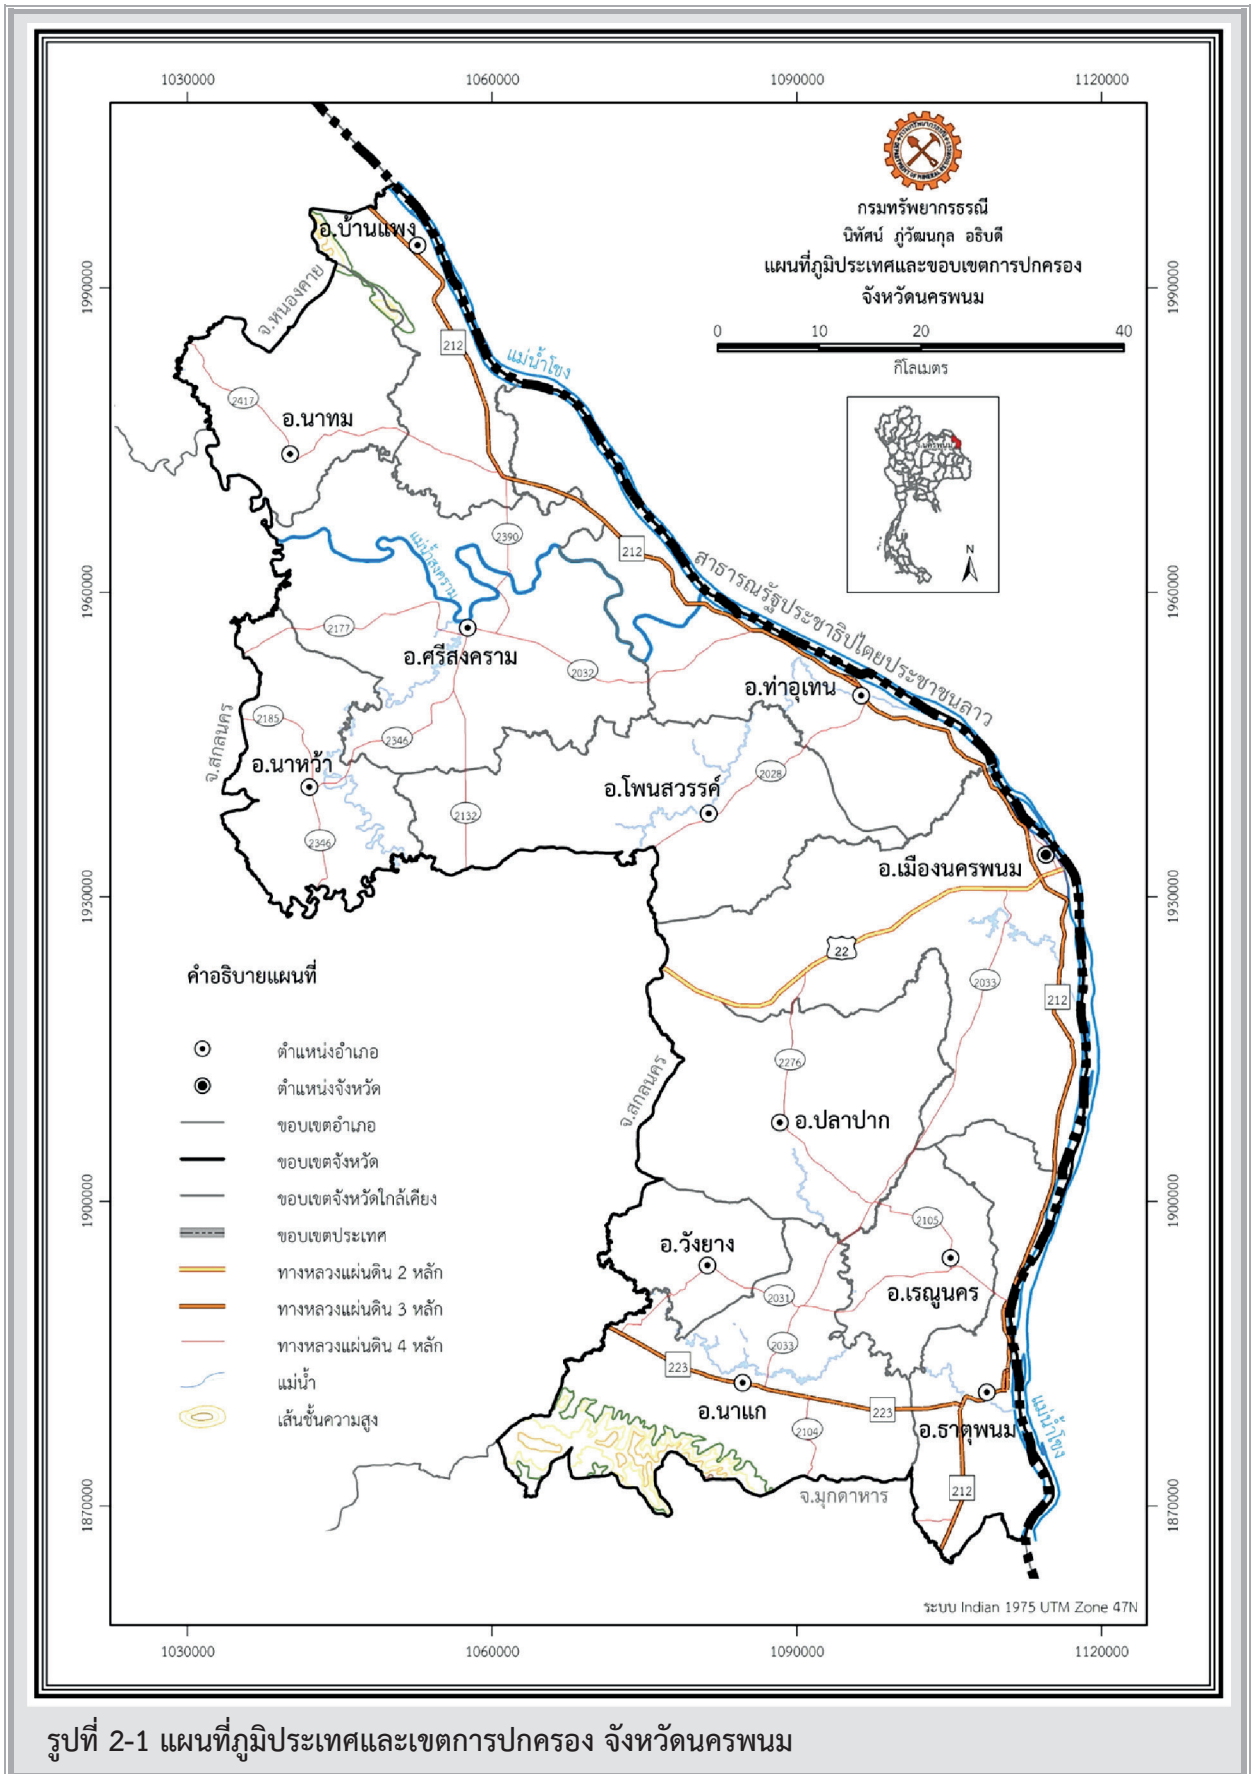 1030000
1060000
1090000
1120000
กรมทรัพยากรธรณี
นิทัศน์ ภู่วัฒนกุล อธิบดี
แผนที่ภูมิประเทศและขอบเขตการปกครอง
จังหวัดนครพนม
0
10
20
40
กิโลเมตร
จ.นครพนม
N
1990000
1990000
1960000
1960000
1930000
1930000
1900000
1900000
1870000
1870000
อ.บ้านแพง
จ.หนองคาย
212
แม่น้ำโขง
2417
อ.นาทม
2390
212
แม่น้ำสงคราม
สาธารณรัฐประชาธิปไตยประชาชนลาว
2177
อ.ศรีสงคราม
2032
อ.ท่าอุเทน
2185
จ.สกลนคร
2346
อ.นาหว้า
อ.โพนสวรรค์
2028
2132
2346
อ.เมืองนครพนม
22
2033
212
2276
จ.สกลนคร
อ.ปลาปาก
2105
อ.วังยาง
อ.เรณูนคร
2031
2033
223
อ.นาแก
223
2104
อ.ธาตุพนม
แม่น้ำโขง
212
จ.มุกดาหาร
คำอธิบายแผนที่
ตำแหน่งอำเภอ
ตำแหน่งจังหวัด
ขอบเขตอำเภอ
ขอบเขตจังหวัด
ขอบเขตจังหวัดใกล้เคียง
ขอบเขตประเทศ
ทางหลวงแผ่นดิน 2 หลัก
ทางหลวงแผ่นดิน 3 หลัก
ทางหลวงแผ่นดิน 4 หลัก
แม่น้ำ
เส้นชั้นความสูง
ระบบ Indian 1975 UTM Zone 47N
1030000
1060000
1090000
1120000
รูปที่ 2-1 แผนที่ภูมิประเทศและเขตการปกครอง จังหวัดนครพนม